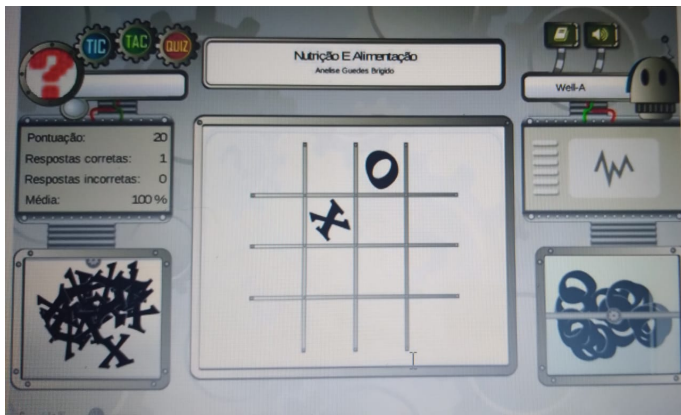 TIC
TAC
QUIZ
Nutrição E Alimentação
Anelise Guedes Brigido
Well-A
Pontuação: 20
Respostas corretas: 1
Respostas incorretas: 0
Média: 100 %
O
X